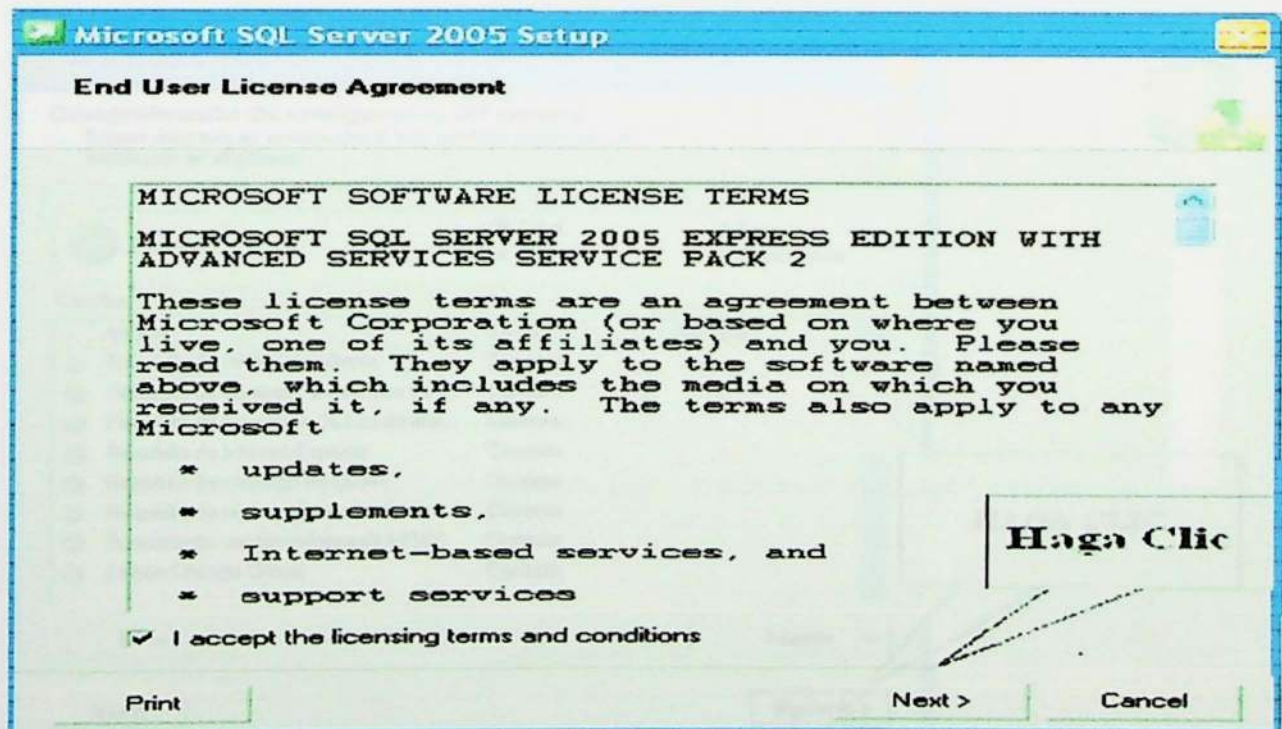 Microsoft SQL Server 2005 Setup
End User License Agreement
MICROSOFT SOFTWARE LICENSE TERMS
MICROSOFT SQL SERVER 2005 EXPRESS EDITION WITH
ADVANCED SERVICES SERVICE PACK 2
These license terms are an agreement between
Microsoft Corporation (or based on where you
live, one of its affiliates) and you.  Please
read them.  They apply to the software named
above, which includes the media on which you
received it, if any.  The terms also apply to any
Microsoft
* updates,
* supplements,
* Internet-based services, and
* support services
Haga Clic
I accept the licensing terms and conditions
Print
Next >
Cancel